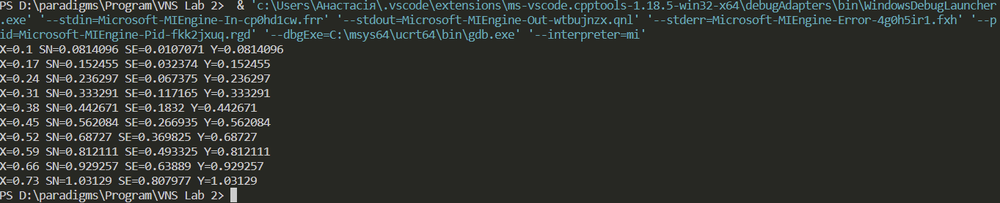 PS D:\paradigms\Program\VNS Lab 2>  & 'c:\Users\Анастасія\.vscode\extensions\ms-vscode.cpptools-1.18.5-win32-x64\debugAdapters\bin\WindowsDebugLauncher
.exe' '--stdin=Microsoft-MIEngine-In-cp0hd1cw.frr' '--stdout=Microsoft-MIEngine-Out-wtbujnzx.qnl' '--stderr=Microsoft-MIEngine-Error-4g0h5ir1.fxh' '--p
id=Microsoft-MIEngine-Pid-fkk2jxuq.rgd' '--dbgExe=C:\msys64\ucrt64\bin\gdb.exe' '--interpreter=mi'
X=0.1 SN=0.0814096 SE=0.0107071 Y=0.0814096
X=0.17 SN=0.152455 SE=0.032374 Y=0.152455
X=0.24 SN=0.236297 SE=0.067375 Y=0.236297
X=0.31 SN=0.333291 SE=0.117165 Y=0.333291
X=0.38 SN=0.442671 SE=0.1832 Y=0.442671
X=0.45 SN=0.562084 SE=0.266935 Y=0.562084
X=0.52 SN=0.68727 SE=0.369825 Y=0.68727
X=0.59 SN=0.812111 SE=0.493325 Y=0.812111
X=0.66 SN=0.929257 SE=0.63889 Y=0.929257
X=0.73 SN=1.03129 SE=0.807977 Y=1.03129
PS D:\paradigms\Program\VNS Lab 2>